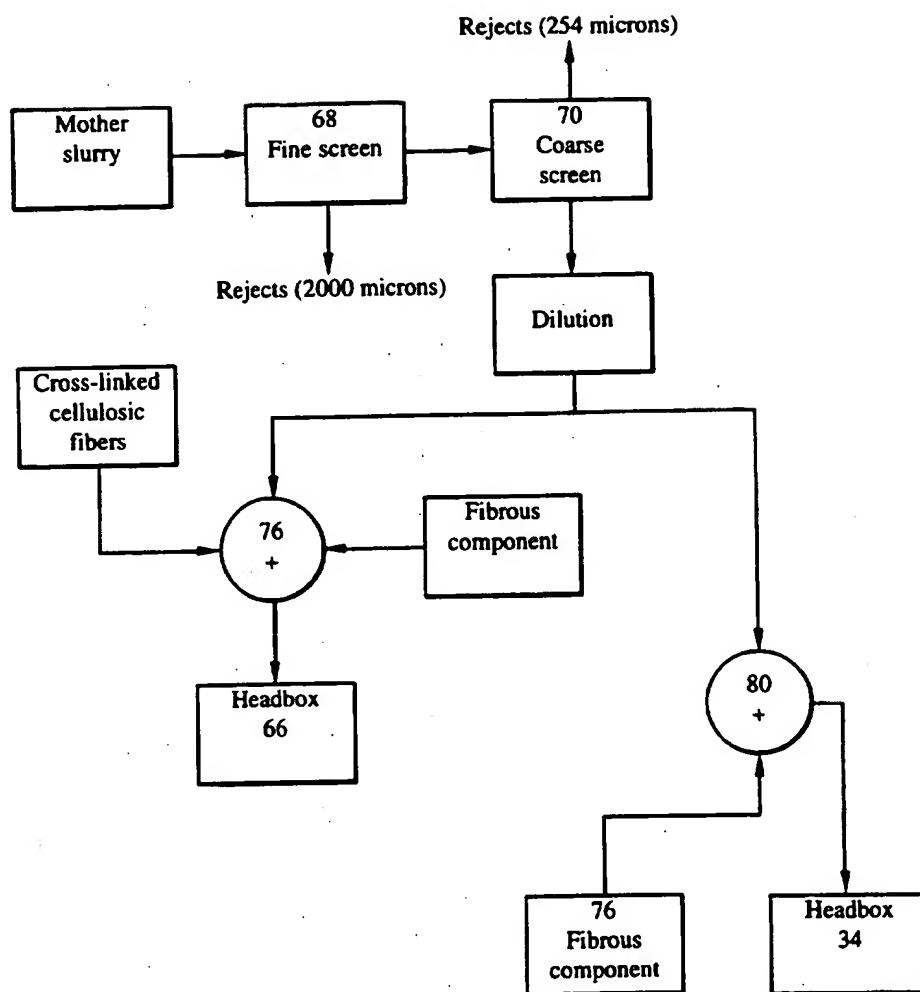 Rejects (254 microns)
Mother
slurry
68
Fine screen
70
Coarse
screen
Rejects (2000 microns)
Dilution
Cross-linked
cellulosic
fibers
76
+
Fibrous
component
Headbox
66
80
+
76
Fibrous
component
Headbox
34